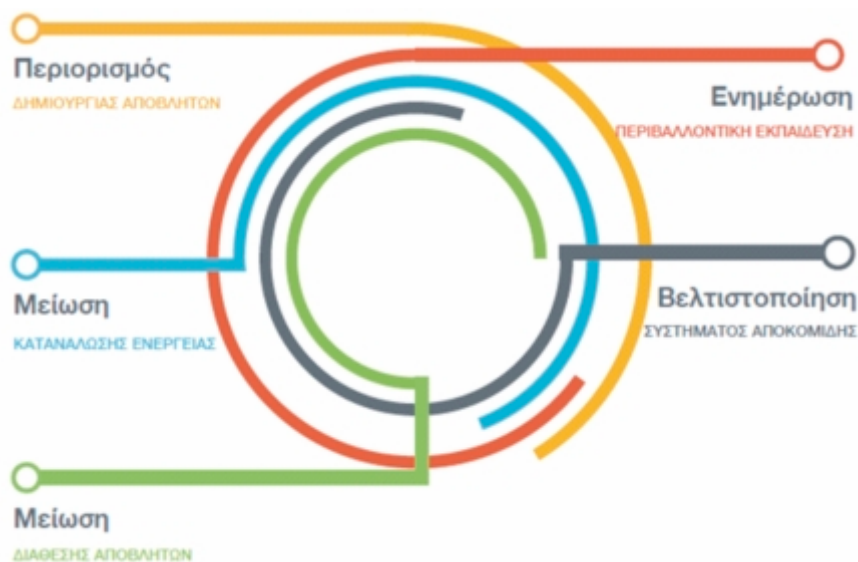 Περιορισμός
ΔΗΜΙΟΥΡΓΙΑΣ ΑΠΟΒΛΗΤΩΝ
Ενημέρωση
ΠΕΡΙΒΑΛΛΟΝΤΙΚΗ ΕΚΠΑΙΔΕΥΣΗ
Μείωση
ΚΑΤΑΝΑΛΩΣΗΣ ΕΝΕΡΓΕΙΑΣ
Βελτιστοποίηση
ΣΥΣΤΗΜΑΤΟΣ ΑΠΟΚΟΜΙΔΗΣ
Μείωση
ΔΙΑΘΕΣΗΣ ΑΠΟΒΛΗΤΩΝ